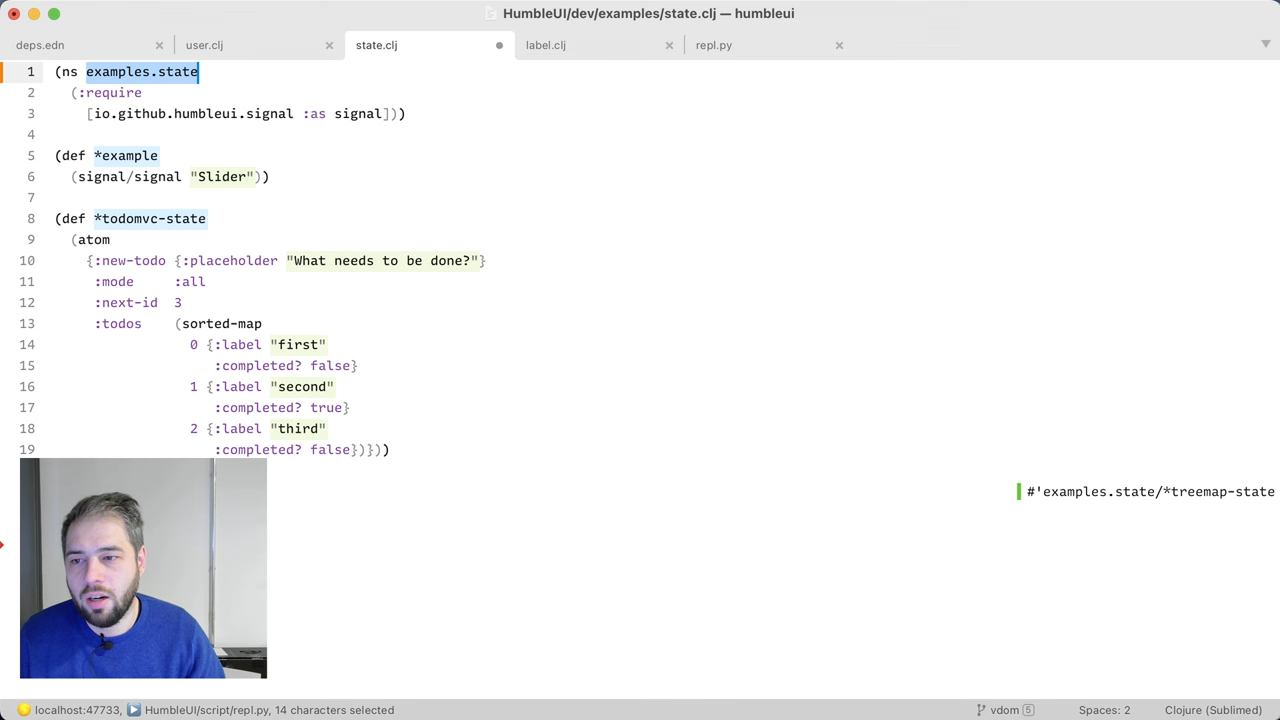 HumbleUI/dev/examples/state.clj — humbleui
deps.edn × user.clj × state.clj label.clj × repl.py ×
1 (ns examples.state
2 (:require
3 [io.github.humbleui.signal :as signal]))
4
5 (def *example
6 (signal/signal "Slider"))
7
8 (def *todomvc-state
9 (atom
10 {:new-todo {:placeholder "What needs to be done?"}
11 :mode :all
12 :next-id 3
13 :todos (sorted-map
14 0 {:label "first"
15 :completed? false}
16 1 {:label "second"
17 :completed? true}
18 2 {:label "third"
19 :completed? false})}))
#'examples.state/*treemap-state
localhost:47733, HumbleUI/script/repl.py, 14 characters selected vdom 5 Spaces: 2 Clojure (Sublimed)